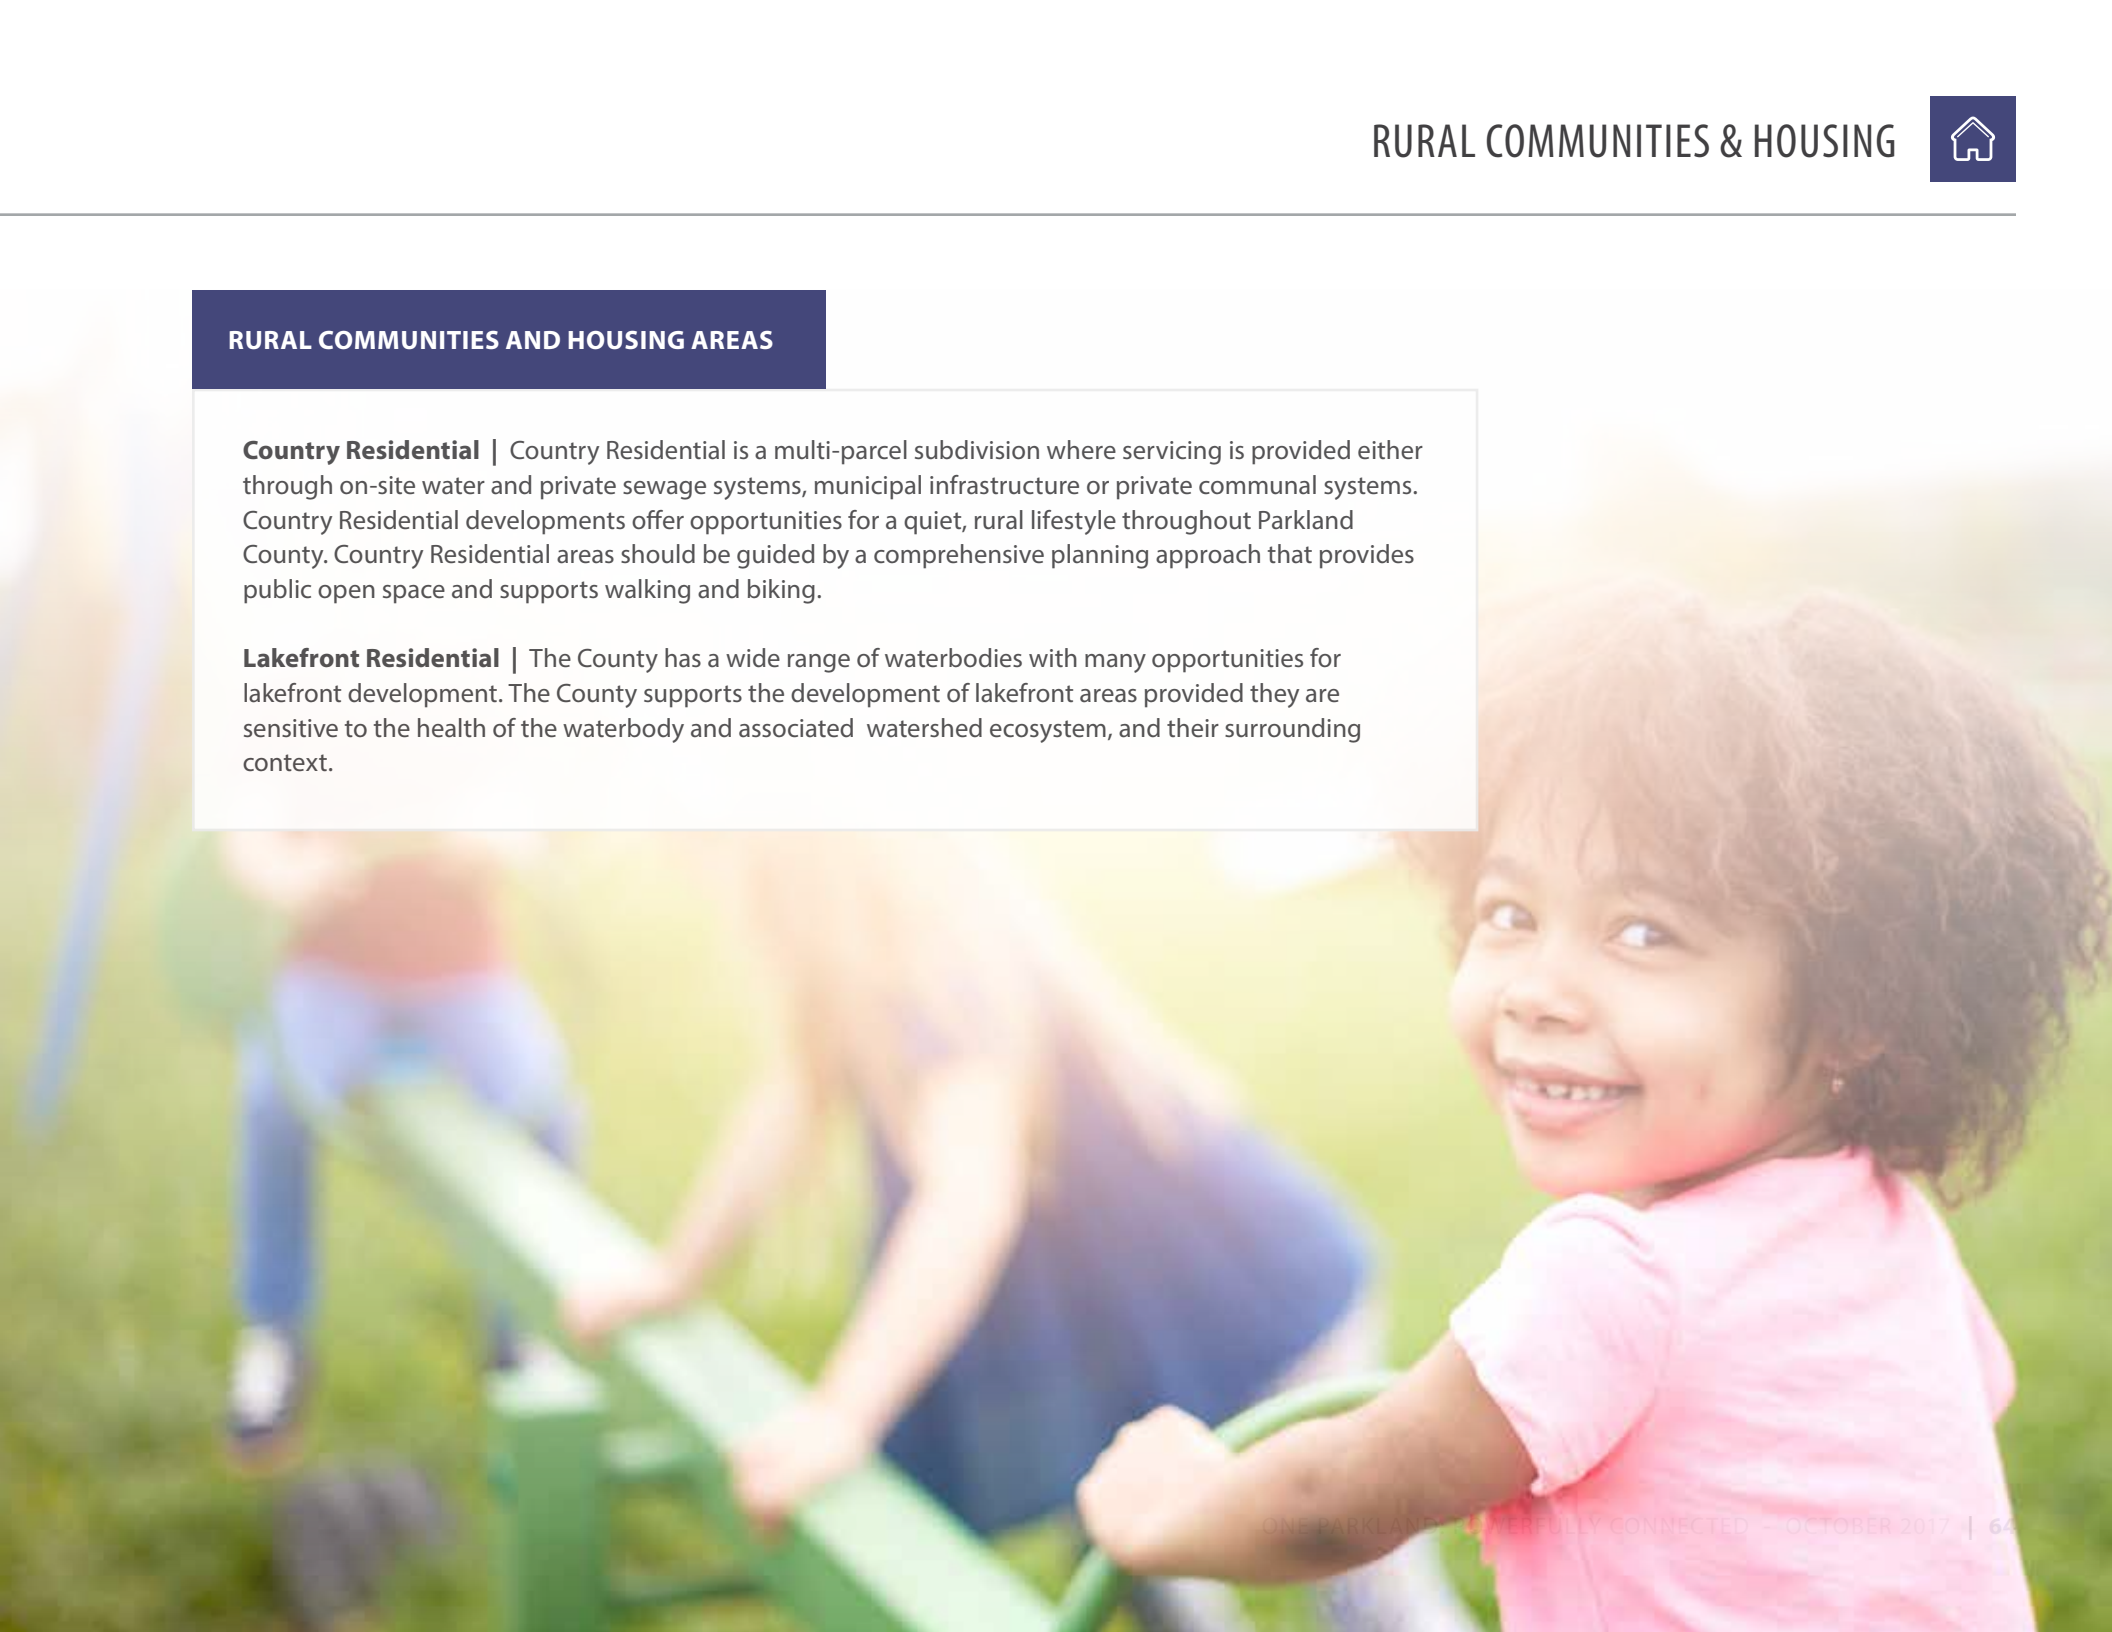 RURAL COMMUNITIES & HOUSING
RURAL COMMUNITIES AND HOUSING AREAS
Country Residential | Country Residential is a multi-parcel subdivision where servicing is provided either
through on-site water and private sewage systems, municipal infrastructure or private communal systems.
Country Residential developments offer opportunities for a quiet, rural lifestyle throughout Parkland
County. Country Residential areas should be guided by a comprehensive planning approach that provides
public open space and supports walking and biking.
Lakefront Residential | The County has a wide range of waterbodies with many opportunities for
lakefront development. The County supports the development of lakefront areas provided they are
sensitive to the health of the waterbody and associated watershed ecosystem, and their surrounding
context.
ONE PARKLAND: POWERFULLY CONNECTED - OCTOBER 2017 | 64